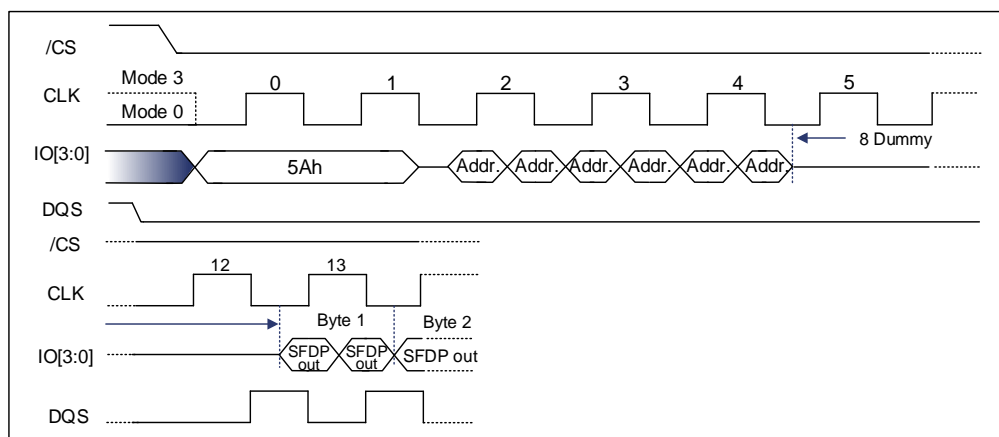 /CS
Mode 3
CLK
Mode 0
0 1 2 3 4 5
8 Dummy
IO[3:0]
5Ah
Addr. Addr. Addr. Addr. Addr. Addr.
DQS
/CS
CLK
12 13
Byte 1 Byte 2
IO[3:0]
SFDP out SFDP out SFDP out
DQS